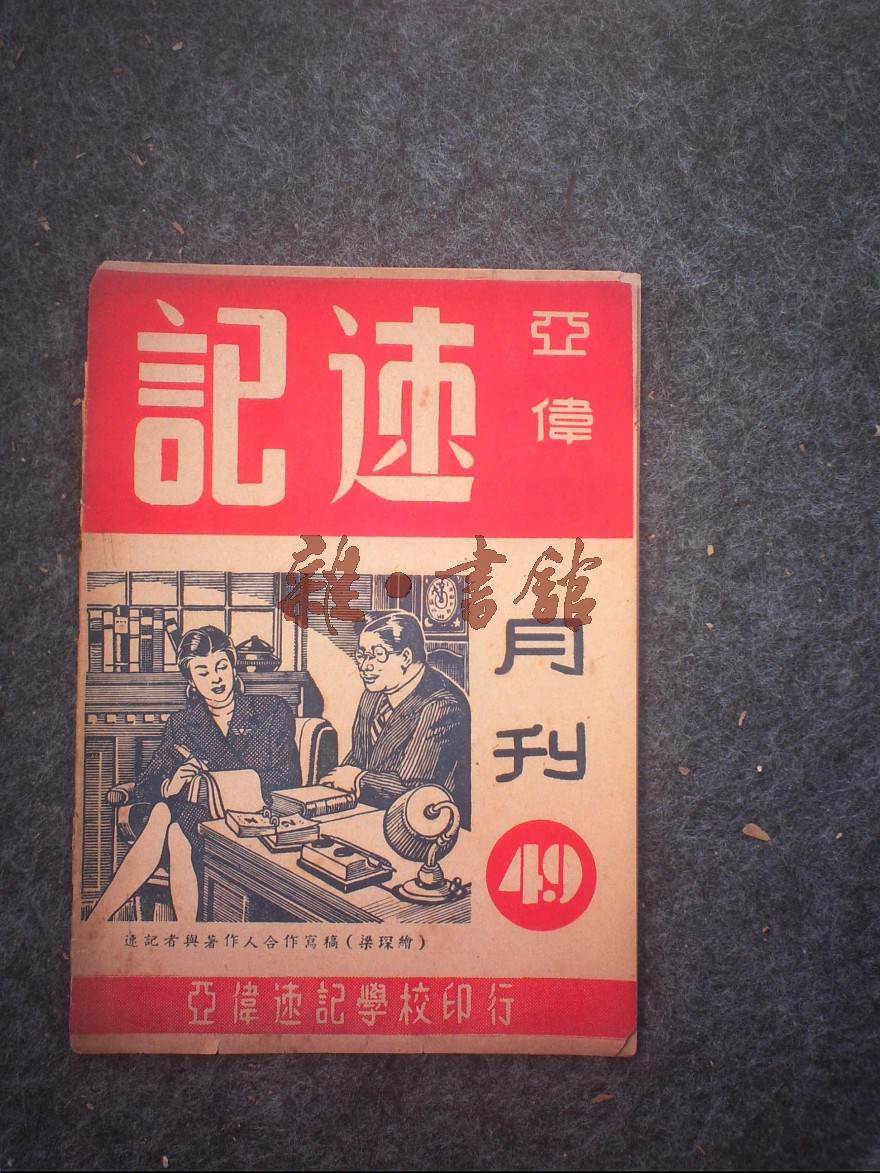 亞偉
速記
月刊
49
速記者與著作人合作寫稿(梁琛繪)
亞偉速記學校印行
雜·書館